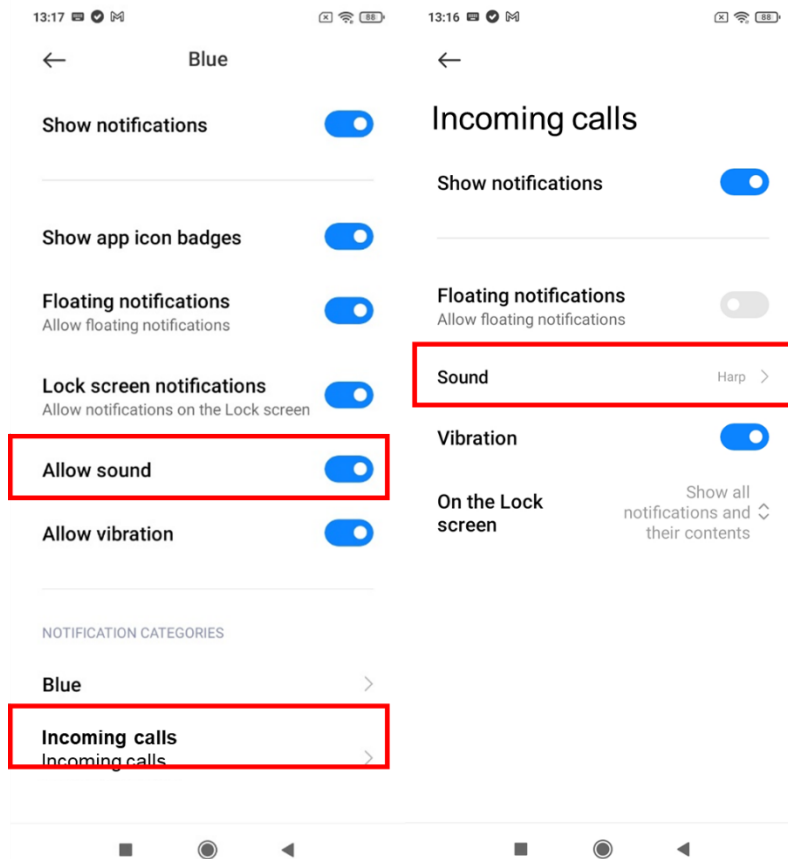 13:17
88
Blue
Show notifications
Show app icon badges
Floating notifications
Allow floating notifications
Lock screen notifications
Allow notifications on the Lock screen
Allow sound
Allow vibration
NOTIFICATION CATEGORIES
Blue
Incoming calls
Incoming calls
13:16
88
Incoming calls
Show notifications
Floating notifications
Allow floating notifications
Sound
Harp
Vibration
On the Lock
screen
Show all
notifications and
their contents